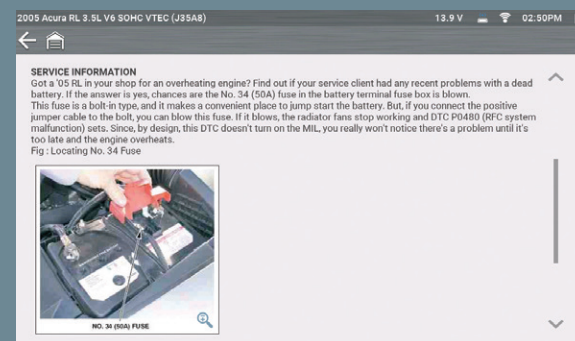 2005 Acura RL 3.5L V6 SOHC VTEC (J35A8) 13.9 V 02:50PM
SERVICE INFORMATION
Got a '05 RL in your shop for an overheating engine? Find out if your service client had any recent problems with a dead
battery. If the answer is yes, chances are the No. 34 (50A) fuse in the battery terminal fuse box is blown.
This fuse is a bolt-in type, and it makes a convenient place to jump start the battery. But, if you connect the positive
jumper cable to the bolt, you can blow this fuse. If it blows, the radiator fans stop working and DTC P0480 (RFC system
malfunction) sets. Since, by design, this DTC doesn't turn on the MIL, you really won't notice there's a problem until it's
too late and the engine overheats.
Fig : Locating No. 34 Fuse
NO. 34 (50A) FUSE